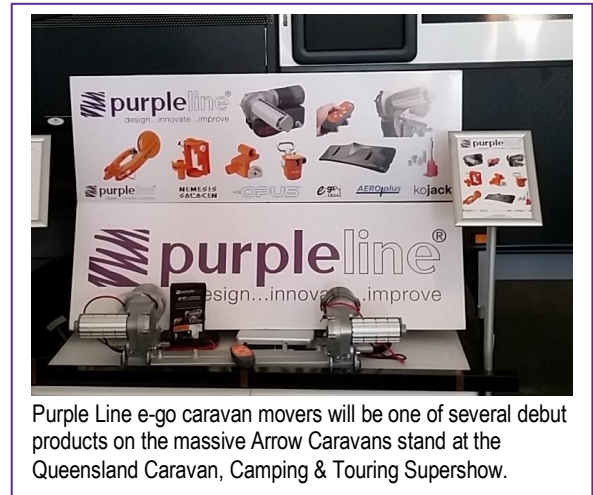 purpleline®
design...innovate...improve
purpleline
NEMESIS
SARACEN
OPUS
e-go
AEROplus
kojack
purple
purpleline®
design...innova ...improve
Purple Line e-go caravan movers will be one of several debut
products on the massive Arrow Caravans stand at the
Queensland Caravan, Camping & Touring Supershow.